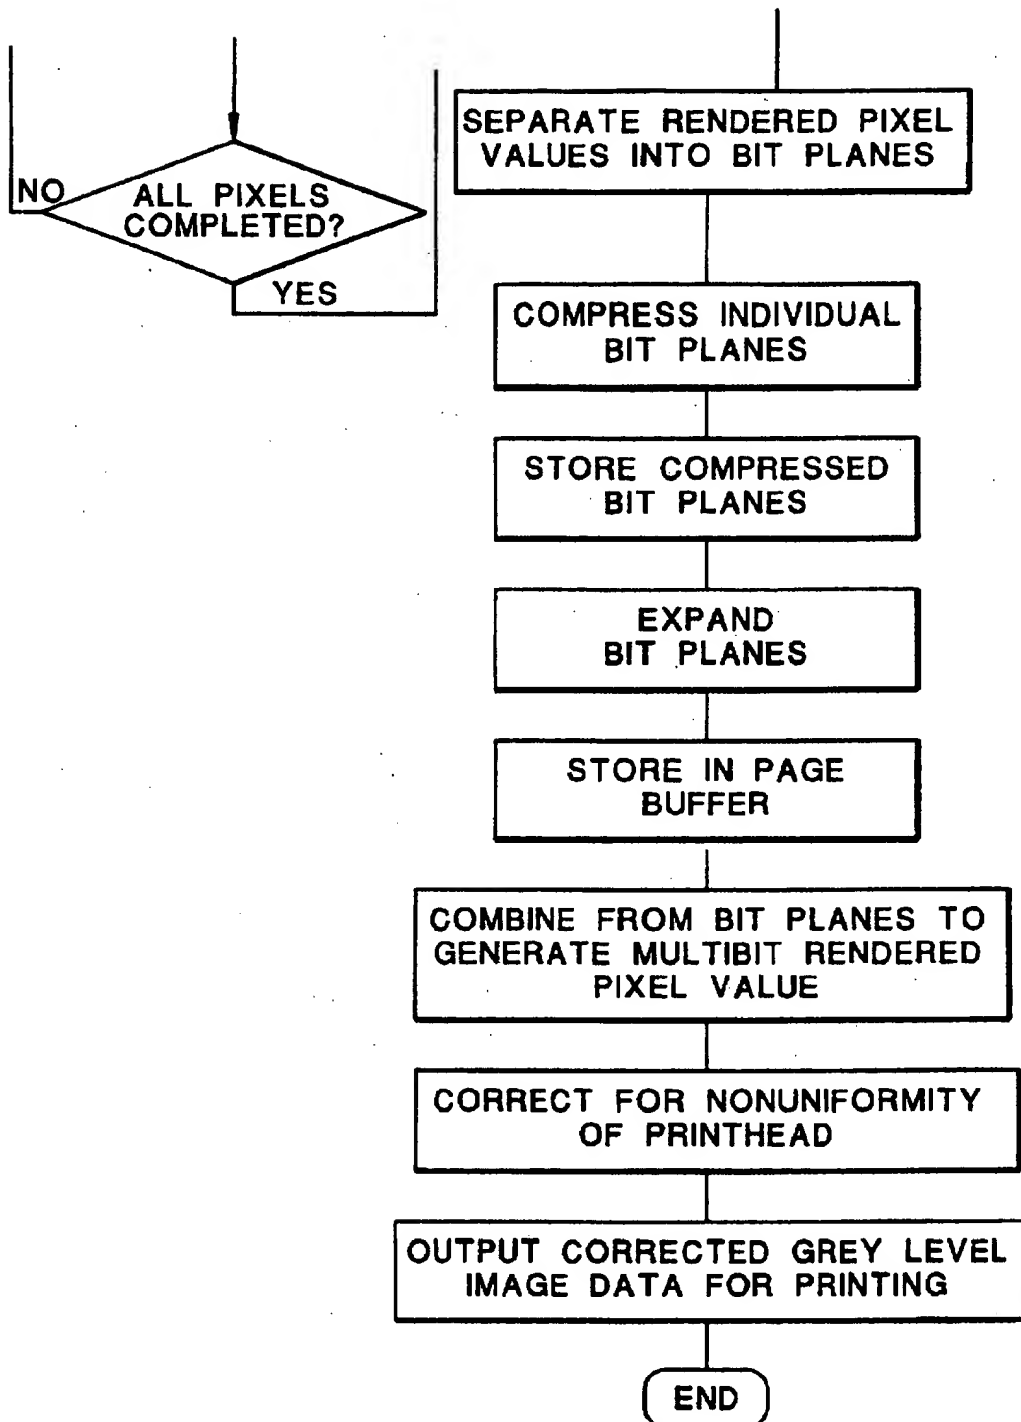 NO
ALL PIXELS
COMPLETED?
YES
SEPARATE RENDERED PIXEL
VALUES INTO BIT PLANES
COMPRESS INDIVIDUAL
BIT PLANES
STORE COMPRESSED
BIT PLANES
EXPAND
BIT PLANES
STORE IN PAGE
BUFFER
COMBINE FROM BIT PLANES TO
GENERATE MULTIBIT RENDERED
PIXEL VALUE
CORRECT FOR NONUNIFORMITY
OF PRINTHEAD
OUTPUT CORRECTED GREY LEVEL
IMAGE DATA FOR PRINTING
END